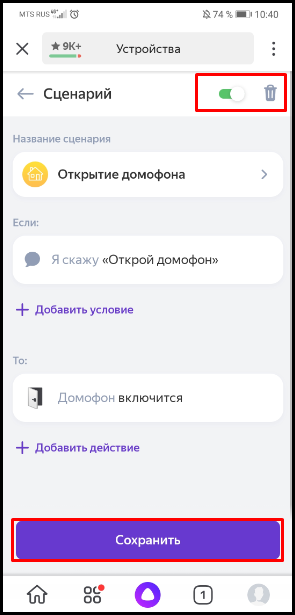 MTS RUS 4G 74 % 10:40
★ 9K+ Устройства
Сценарий
Название сценария
Открытие домофона
Если:
Я скажу «Открой домофон»
+ Добавить условие
То:
Домофон включится
+ Добавить действие
Сохранить
1